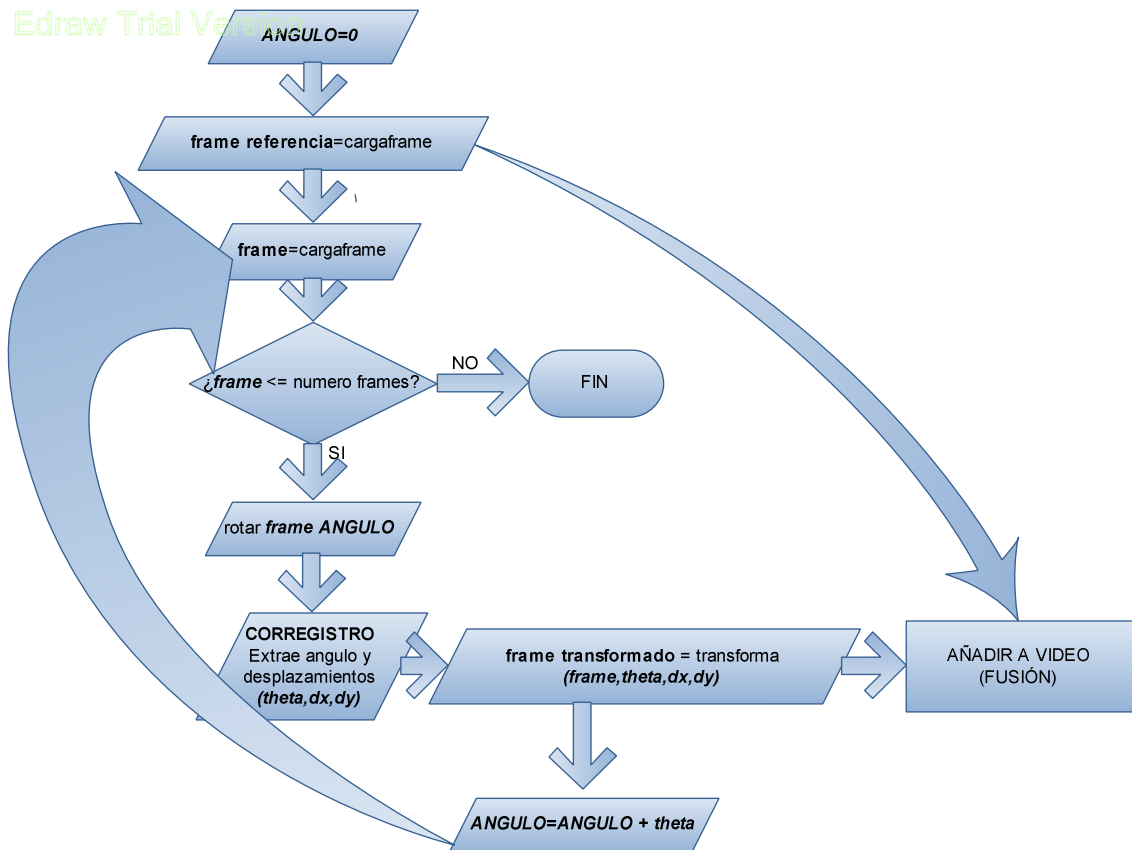 Edraw Trial Version
ANGULO=0
frame referencia=cargaframe
frame=cargaframe
¿frame <= numero frames?
NO
FIN
SI
rotar frame ANGULO
CORREGISTRO
Extrae angulo y
desplazamientos
(theta,dx,dy)
frame transformado = transforma
(frame,theta,dx,dy)
AÑADIR A VIDEO
(FUSIÓN)
ANGULO=ANGULO + theta